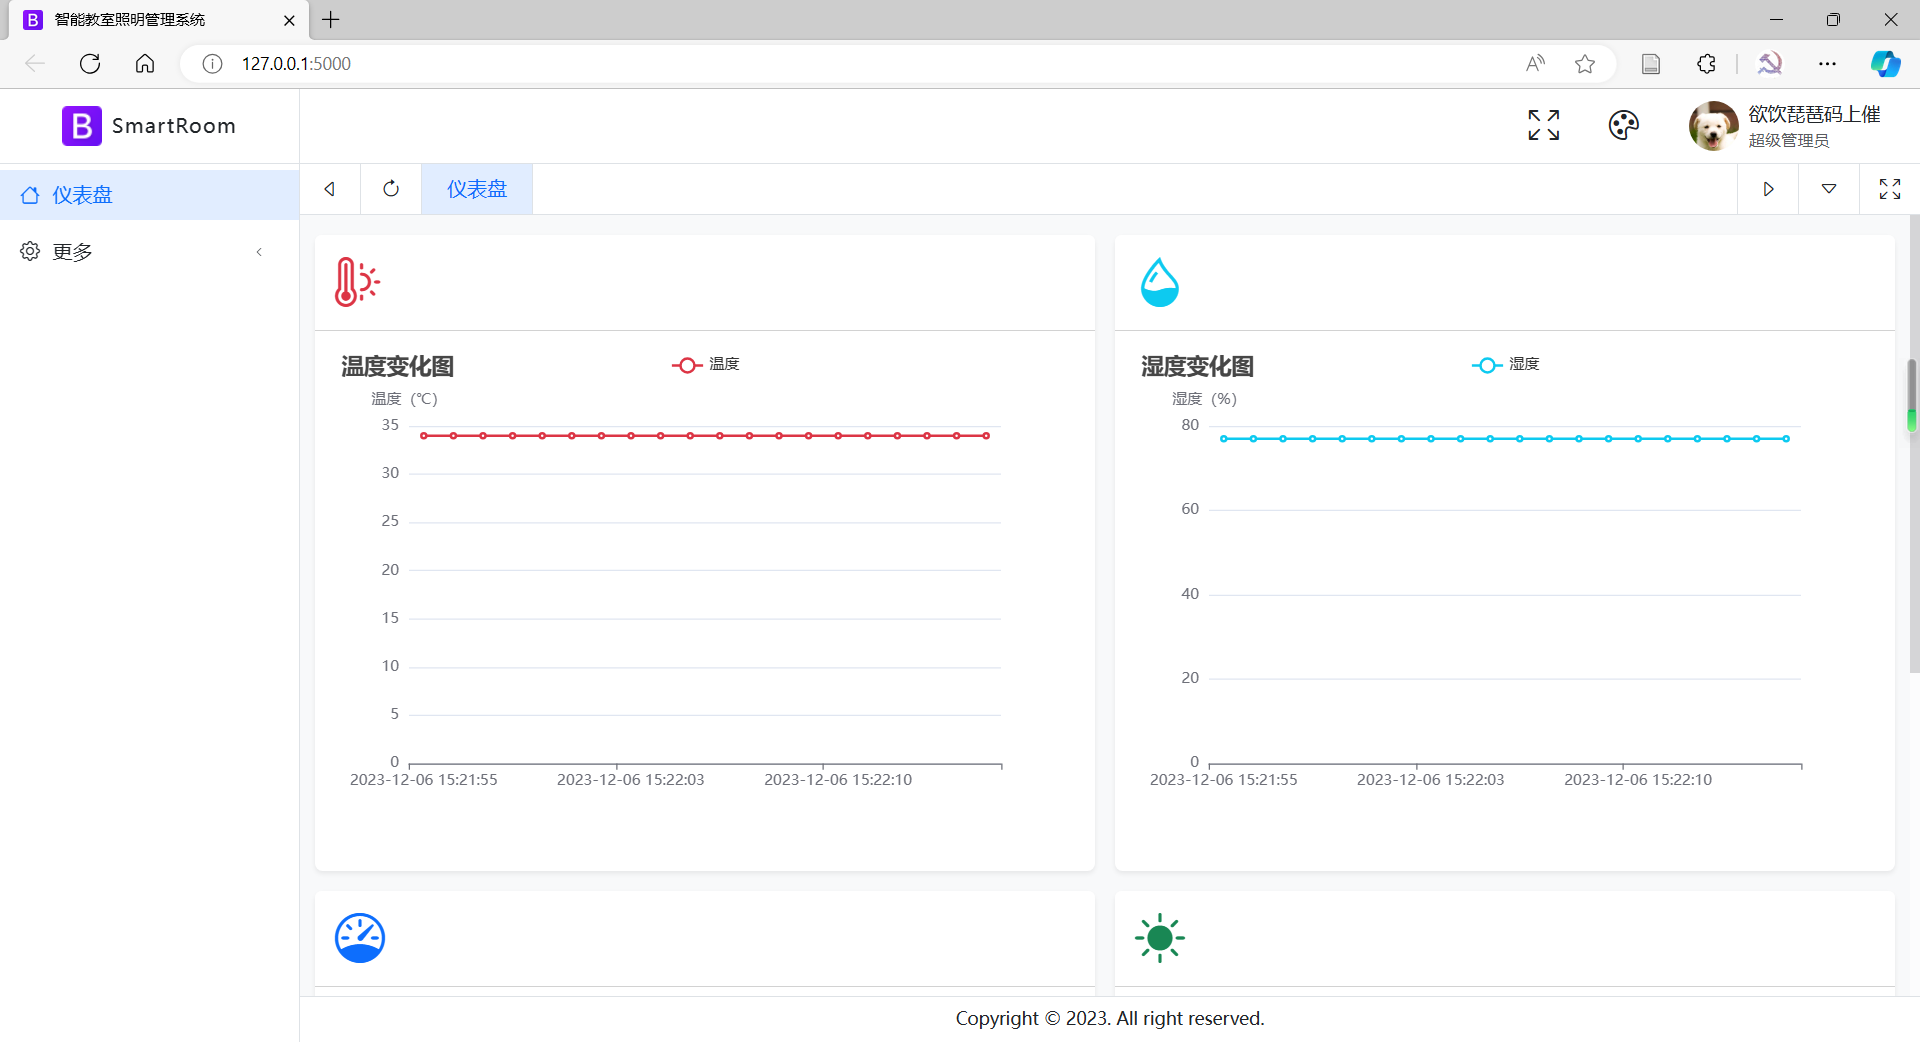 智能教室照明管理系统
127.0.0.1:5000
B SmartRoom
欲饮琵琶码上催
超级管理员
仪表盘
更多
仪表盘
温度变化图
温度
温度（℃）
35
30
25
20
15
10
5
0
2023-12-06 15:21:55
2023-12-06 15:22:03
2023-12-06 15:22:10
湿度变化图
湿度
湿度（%）
80
60
40
20
0
2023-12-06 15:21:55
2023-12-06 15:22:03
2023-12-06 15:22:10
Copyright © 2023. All right reserved.